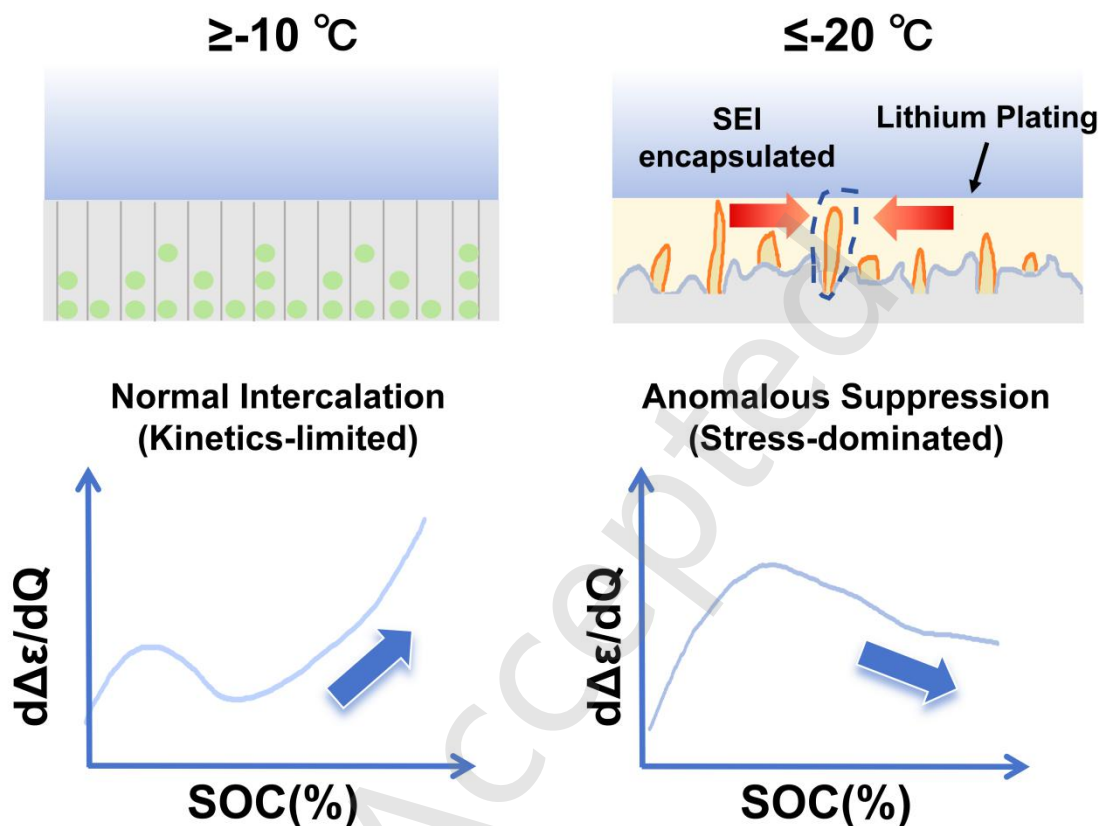 ≥-10 ℃
≤-20 ℃
SEI
encapsulated
Lithium Plating
Normal Intercalation
(Kinetics-limited)
Anomalous Suppression
(Stress-dominated)
dΔε/dQ
SOC(%)
dΔε/dQ
SOC(%)
Accepted